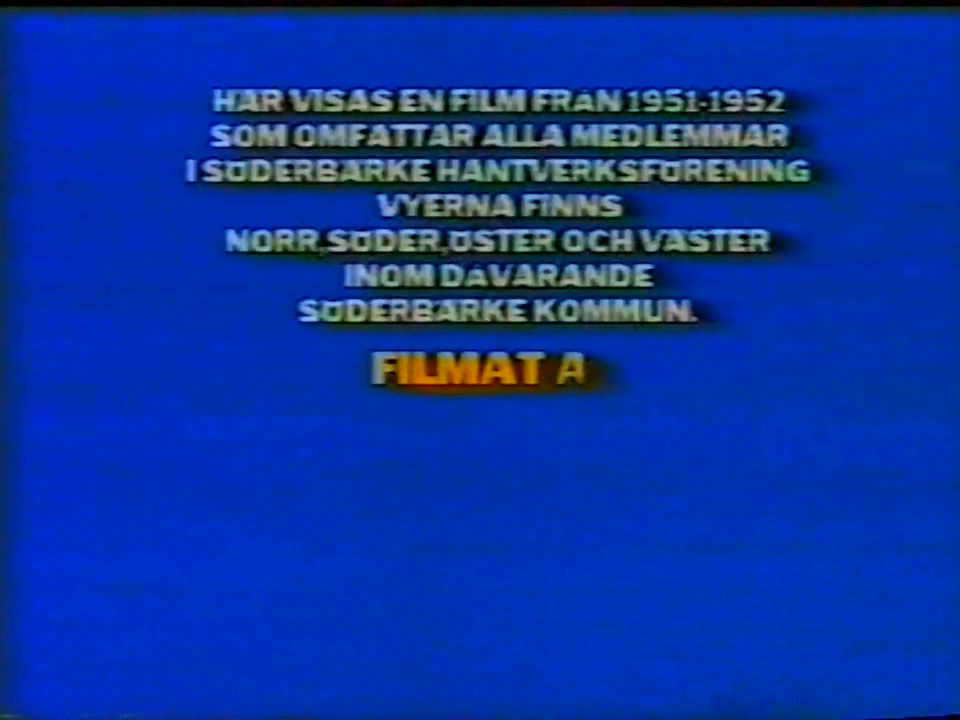 HÄR VISAS EN FILM FRÅN 1951-1952
SOM OMFATTAR ALLA MEDLEMMAR
I SÖDERBÄRKE HANTVERKSFÖRENING
VYERNA FINNS
NORR,SÖDER,ÖSTER OCH VÄSTER
INOM DÅVARANDE
SÖDERBÄRKE KOMMUN.
FILMAT A